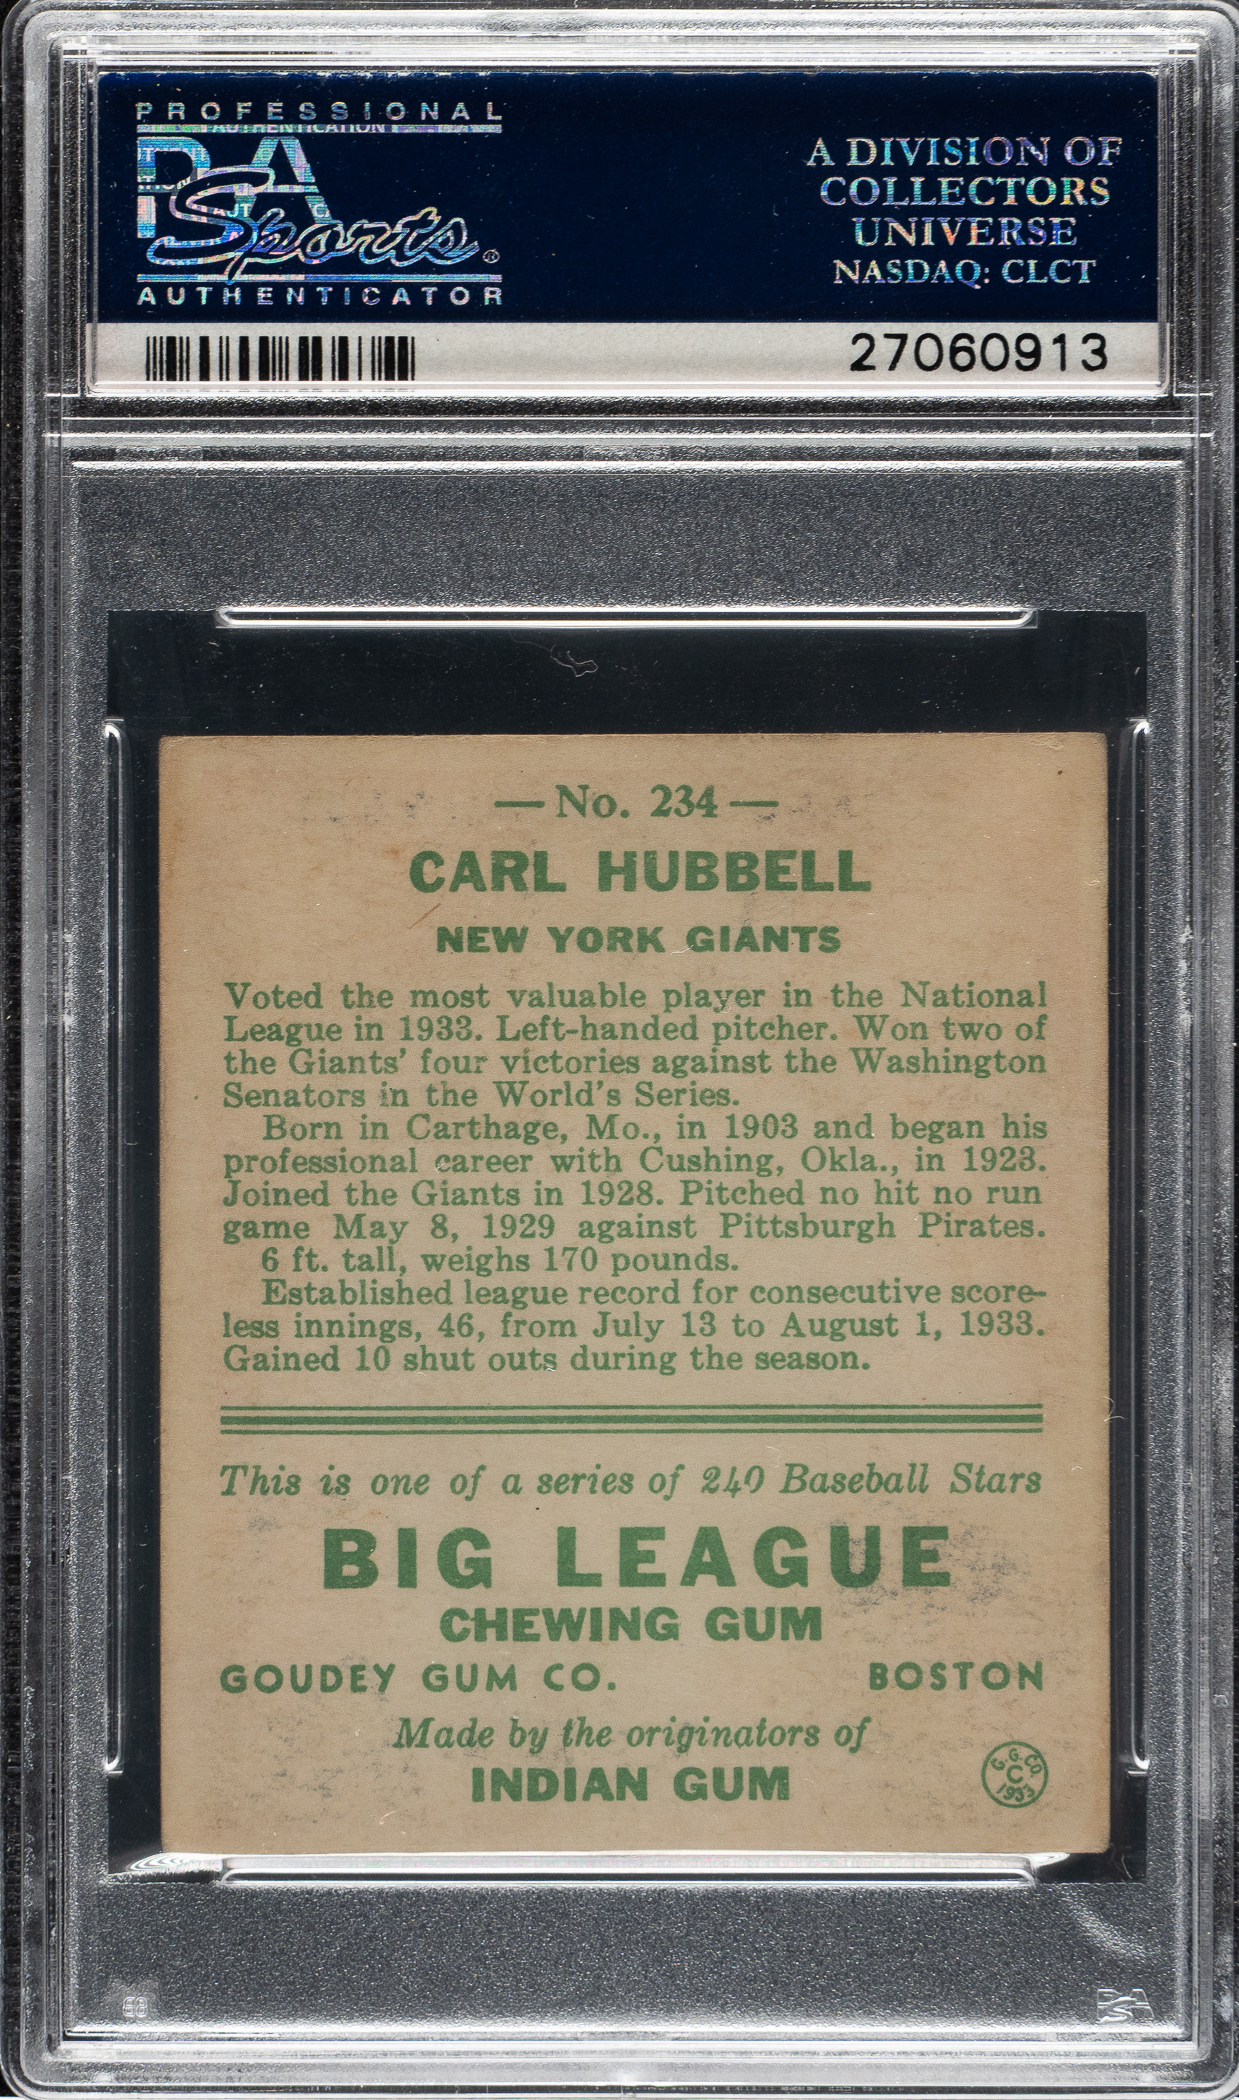 PROFESSIONAL
PSA
Sports®
AUTHENTICATOR
A DIVISION OF
COLLECTORS
UNIVERSE
NASDAQ: CLCT
27060913
— No. 234 —
CARL HUBBELL
NEW YORK GIANTS
Voted the most valuable player in the National
League in 1933. Left-handed pitcher. Won two of
the Giants' four victories against the Washington
Senators in the World's Series.
Born in Carthage, Mo., in 1903 and began his
professional career with Cushing, Okla., in 1923.
Joined the Giants in 1928. Pitched no hit no run
game May 8, 1929 against Pittsburgh Pirates.
6 ft. tall, weighs 170 pounds.
Established league record for consecutive score-
less innings, 46, from July 13 to August 1, 1933.
Gained 10 shut outs during the season.
This is one of a series of 240 Baseball Stars
BIG LEAGUE
CHEWING GUM
GOUDEY GUM CO. BOSTON
Made by the originators of
INDIAN GUM
G.G.CO.
C
1933
PSA